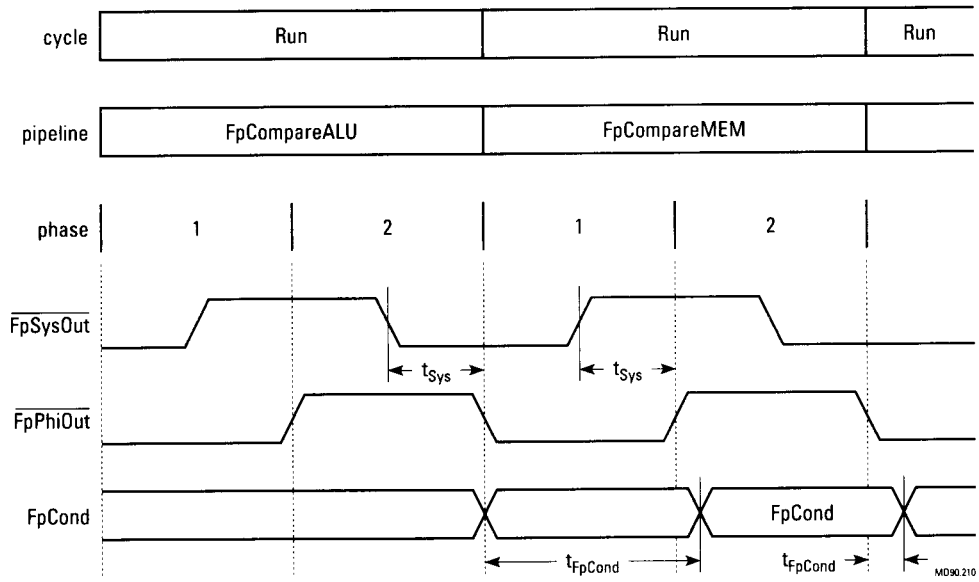 cycle Run Run Run
pipeline FpCompareALU FpCompareMEM
phase 1 2 1 2
FpSysOut
tSys tSys
FpPhiOut
FpCond FpCond
tFpCond tFpCond
MD90.210